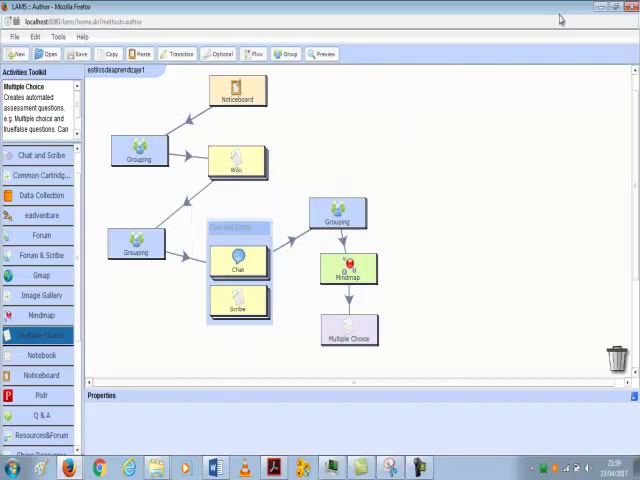 LAMS :: Author - Mozilla Firefox
localhost:8080/lams/home.do?method=author
File Edit Tools Help
New Open Save Copy Paste Transition Optional Flow Group Preview
Activities Toolkit
estilosdeaprendizaje1
Multiple Choice
Creates automated
assessment questions.
e.g. Multiple choice and
true/false questions. Can
Noticeboard
Grouping
Wiki
Chat and Scribe
Common Cartridg...
Data Collection
eadventure
Forum
Forum & Scribe
Gmap
Image Gallery
Mindmap
Multiple Choice
Notebook
Noticeboard
Pixlr
Q & A
Resources&Forum
Grouping
Chat and Scribe
Chat
Scribe
Grouping
Mindmap
Multiple Choice
Properties
21:59
23/04/2017